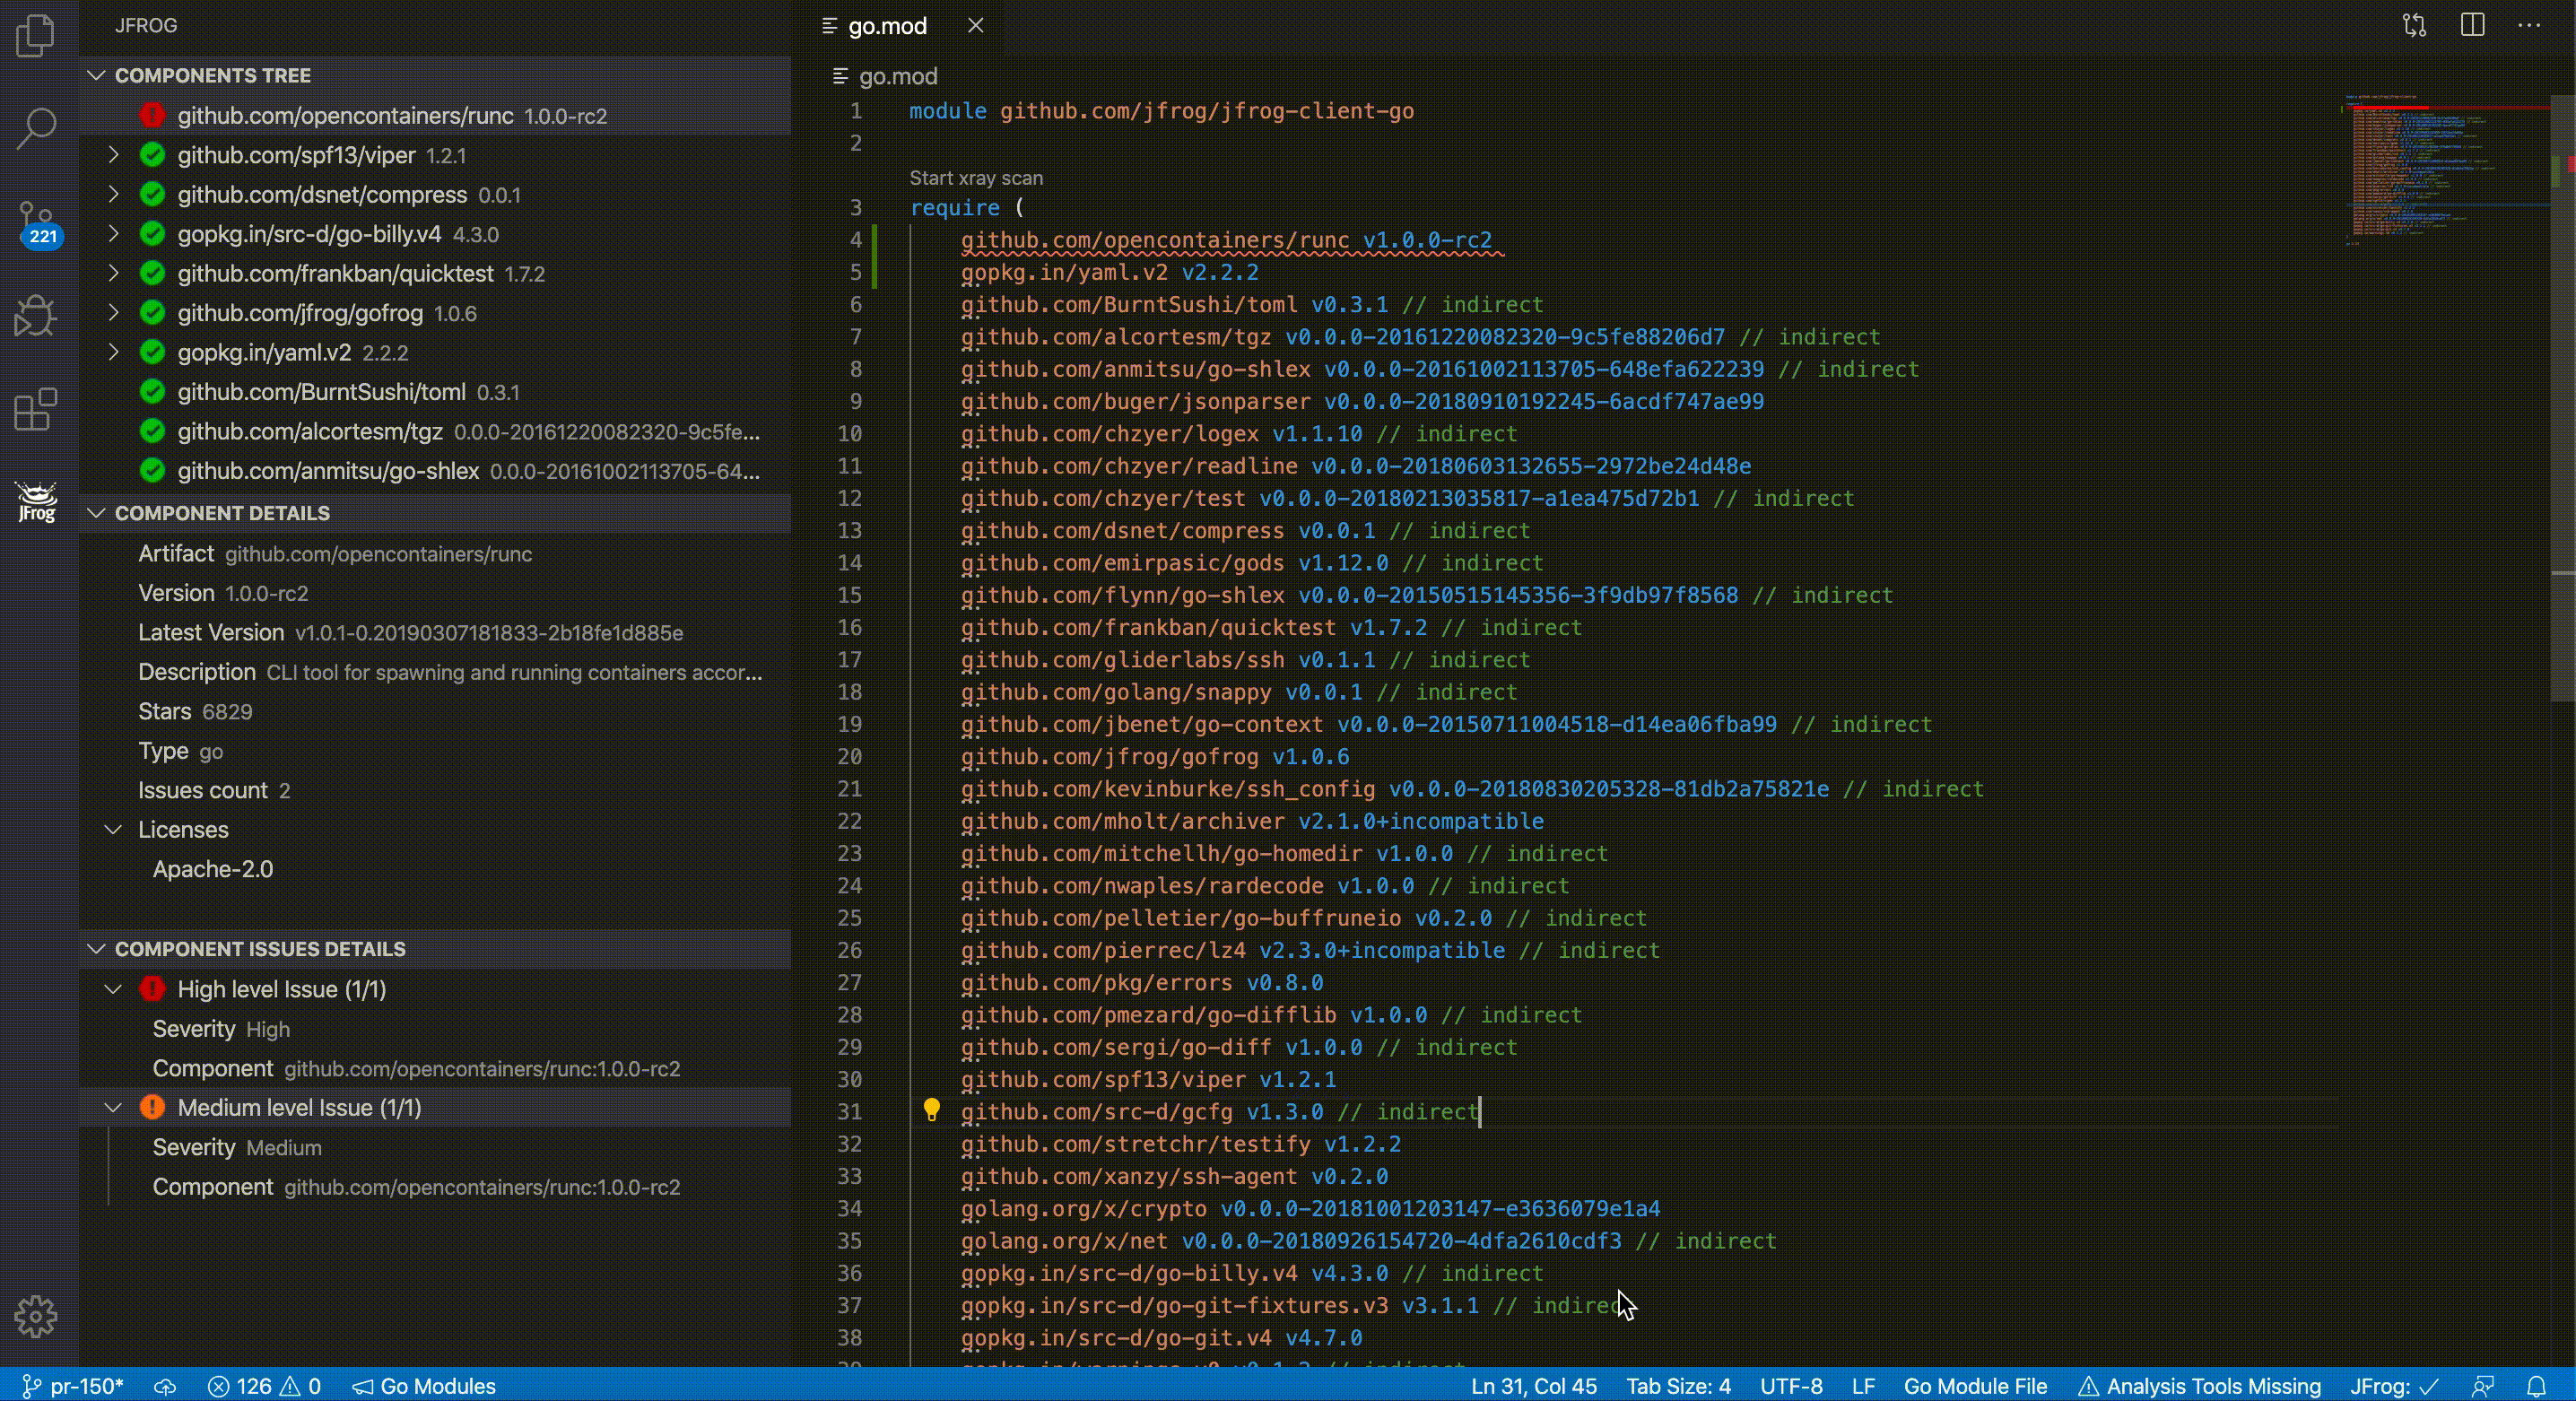 JFROG
COMPONENTS TREE
github.com/opencontainers/runc 1.0.0-rc2
github.com/spf13/viper 1.2.1
github.com/dsnet/compress 0.0.1
gopkg.in/src-d/go-billy.v4 4.3.0
github.com/frankban/quicktest 1.7.2
github.com/jfrog/gofrog 1.0.6
gopkg.in/yaml.v2 2.2.2
github.com/BurntSushi/toml 0.3.1
github.com/alcortesm/tgz 0.0.0-20161220082320-9c5fe...
github.com/anmitsu/go-shlex 0.0.0-20161002113705-64...
221
JFrog
COMPONENT DETAILS
Artifact github.com/opencontainers/runc
Version 1.0.0-rc2
Latest Version v1.0.1-0.20190307181833-2b18fe1d885e
Description CLI tool for spawning and running containers accor...
Stars 6829
Type go
Issues count 2
Licenses
Apache-2.0
COMPONENT ISSUES DETAILS
High level Issue (1/1)
Severity High
Component github.com/opencontainers/runc:1.0.0-rc2
Medium level Issue (1/1)
Severity Medium
Component github.com/opencontainers/runc:1.0.0-rc2
go.mod
go.mod
1 module github.com/jfrog/jfrog-client-go
2
Start xray scan
3 require (
4 github.com/opencontainers/runc v1.0.0-rc2
5 gopkg.in/yaml.v2 v2.2.2
6 github.com/BurntSushi/toml v0.3.1 // indirect
7 github.com/alcortesm/tgz v0.0.0-20161220082320-9c5fe88206d7 // indirect
8 github.com/anmitsu/go-shlex v0.0.0-20161002113705-648efa622239 // indirect
9 github.com/buger/jsonparser v0.0.0-20180910192245-6acdf747ae99
10 github.com/chzyer/logex v1.1.10 // indirect
11 github.com/chzyer/readline v0.0.0-20180603132655-2972be24d48e
12 github.com/chzyer/test v0.0.0-20180213035817-a1ea475d72b1 // indirect
13 github.com/dsnet/compress v0.0.1 // indirect
14 github.com/emirpasic/gods v1.12.0 // indirect
15 github.com/flynn/go-shlex v0.0.0-20150515145356-3f9db97f8568 // indirect
16 github.com/frankban/quicktest v1.7.2 // indirect
17 github.com/gliderlabs/ssh v0.1.1 // indirect
18 github.com/golang/snappy v0.0.1 // indirect
19 github.com/jbenet/go-context v0.0.0-20150711004518-d14ea06fba99 // indirect
20 github.com/jfrog/gofrog v1.0.6
21 github.com/kevinburke/ssh_config v0.0.0-20180830205328-81db2a75821e // indirect
22 github.com/mholt/archiver v2.1.0+incompatible
23 github.com/mitchellh/go-homedir v1.0.0 // indirect
24 github.com/nwaples/rardecode v1.0.0 // indirect
25 github.com/pelletier/go-buffruneio v0.2.0 // indirect
26 github.com/pierrec/lz4 v2.3.0+incompatible // indirect
27 github.com/pkg/errors v0.8.0
28 github.com/pmezard/go-difflib v1.0.0 // indirect
29 github.com/sergi/go-diff v1.0.0 // indirect
30 github.com/spf13/viper v1.2.1
31 github.com/src-d/gcfg v1.3.0 // indirect
32 github.com/stretchr/testify v1.2.2
33 github.com/xanzy/ssh-agent v0.2.0
34 golang.org/x/crypto v0.0.0-20181001203147-e3636079e1a4
35 golang.org/x/net v0.0.0-20180926154720-4dfa2610cdf3 // indirect
36 gopkg.in/src-d/go-billy.v4 v4.3.0 // indirect
37 gopkg.in/src-d/go-git-fixtures.v3 v3.1.1 // indirec
38 gopkg.in/src-d/go-git.v4 v4.7.0
pr-150* 126 0 Go Modules Ln 31, Col 45 Tab Size: 4 UTF-8 LF Go Module File Analysis Tools Missing JFrog: ✓